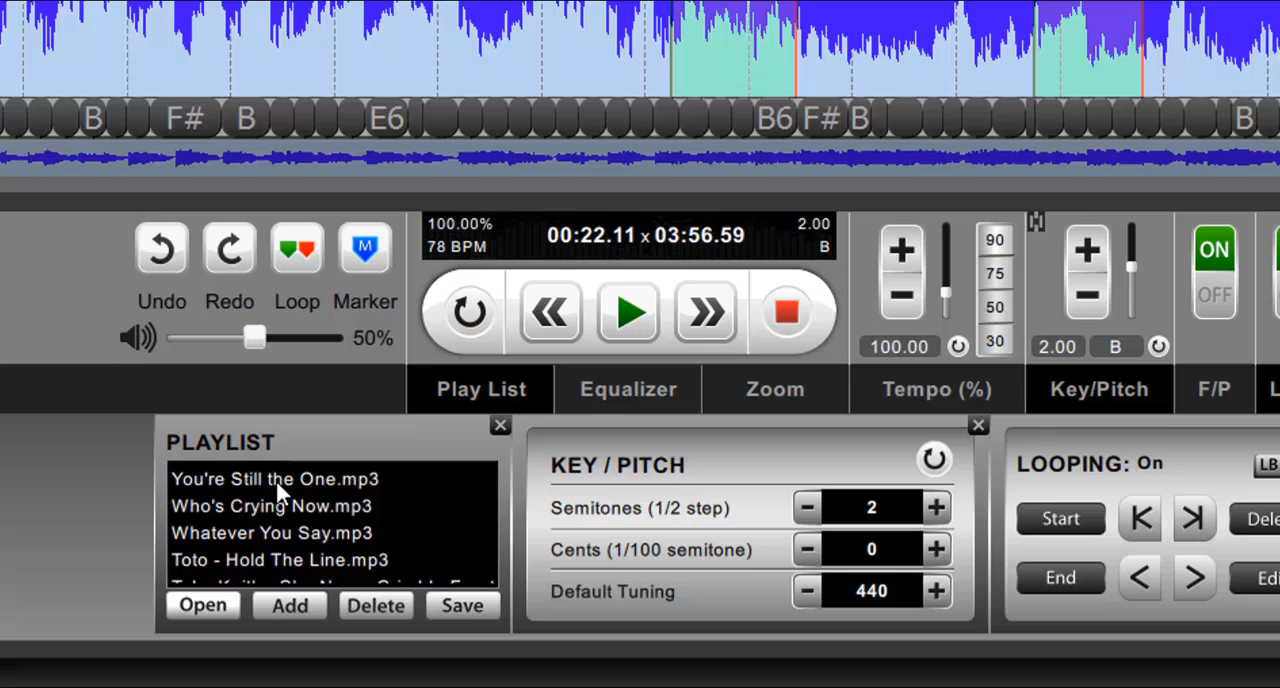 B F# B E6 B6 F# B B
100.00% 2.00
00:22.11 x 03:56.59
78 BPM B
M
Undo Redo Loop Marker
50%
90
75
50
30
100.00
2.00 B
ON
OFF
Play List Equalizer Zoom Tempo (%) Key/Pitch F/P L
PLAYLIST
You're Still the One.mp3
Who's Crying Now.mp3
Whatever You Say.mp3
Toto - Hold The Line.mp3
Open Add Delete Save
KEY / PITCH
Semitones (1/2 step) 2
Cents (1/100 semitone) 0
Default Tuning 440
LOOPING: On LB
Start Dele
End Edi